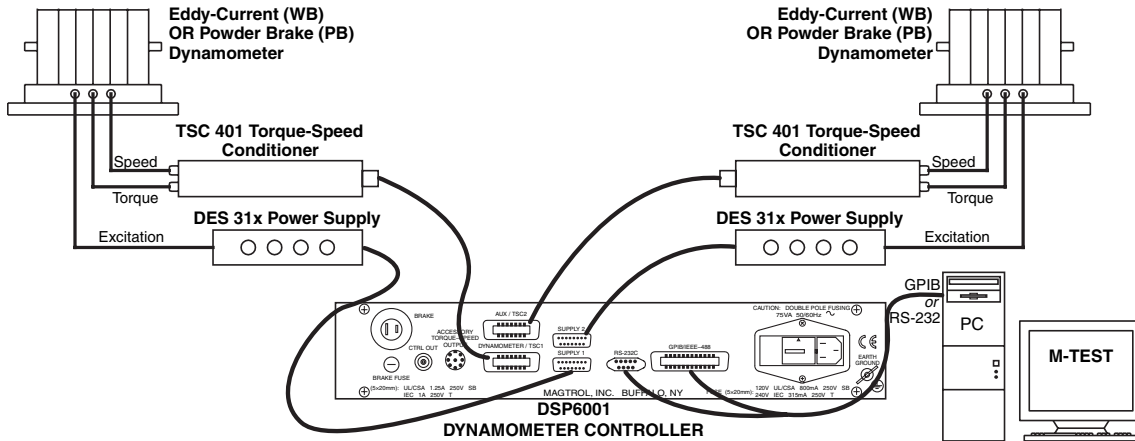 Eddy-Current (WB)
OR Powder Brake (PB)
Dynamometer
TSC 401 Torque-Speed
Conditioner
Speed
Torque
DES 31x Power Supply
Excitation
Eddy-Current (WB)
OR Powder Brake (PB)
Dynamometer
TSC 401 Torque-Speed
Conditioner
Speed
Torque
DES 31x Power Supply
Excitation
GPIB
or
RS-232
PC
M-TEST
BRAKE
CTRL OUT
ACCESSORY
TORQUE–SPEED
OUTPUT
BRAKE FUSE
AUX / TSC2
DYNAMOMETER / TSC1
SUPPLY 2
SUPPLY 1
RS-232C
GPIB/IEEE–488
CAUTION: DOUBLE POLE FUSING
75VA 50/60Hz
EARTH
GROUND
(5x20mm): UL/CSA 1.25A 250V SB
IEC 1A 250V T
MAGTROL, INC. BUFFALO, NY
(5x20mm): 120V UL/CSA 800mA 250V SB
240V IEC 315mA 250V T
DSP6001
DYNAMOMETER CONTROLLER